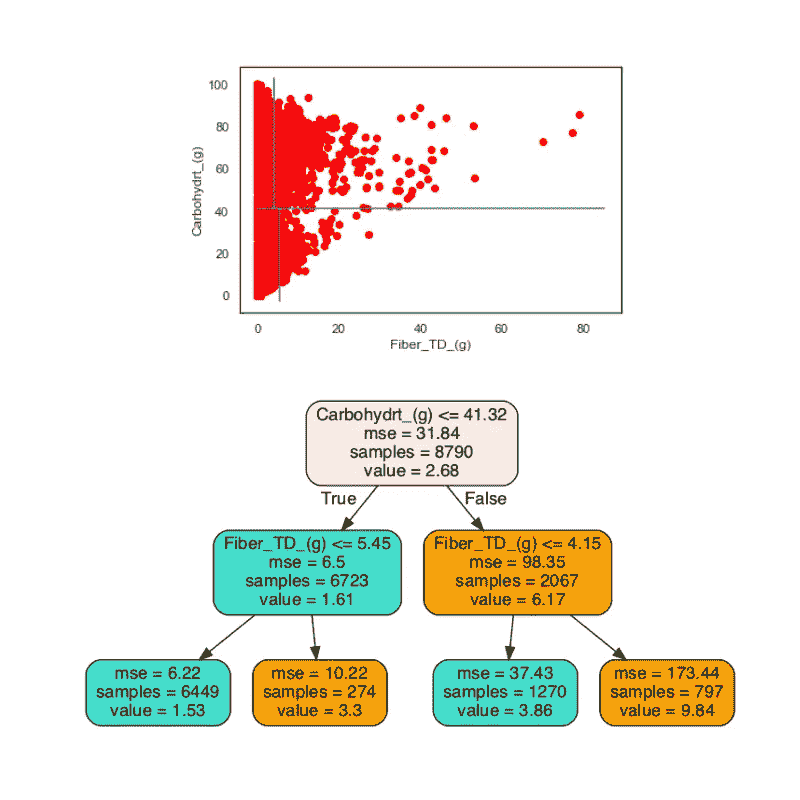 100
80
60
40
20
0
Carbohydrt_(g)
0 20 40 60 80
Fiber_TD_(g)
Carbohydrt_(g) <= 41.32
mse = 31.84
samples = 8790
value = 2.68
True False
Fiber_TD_(g) <= 5.45
mse = 6.5
samples = 6723
value = 1.61
Fiber_TD_(g) <= 4.15
mse = 98.35
samples = 2067
value = 6.17
mse = 6.22
samples = 6449
value = 1.53
mse = 10.22
samples = 274
value = 3.3
mse = 37.43
samples = 1270
value = 3.86
mse = 173.44
samples = 797
value = 9.84